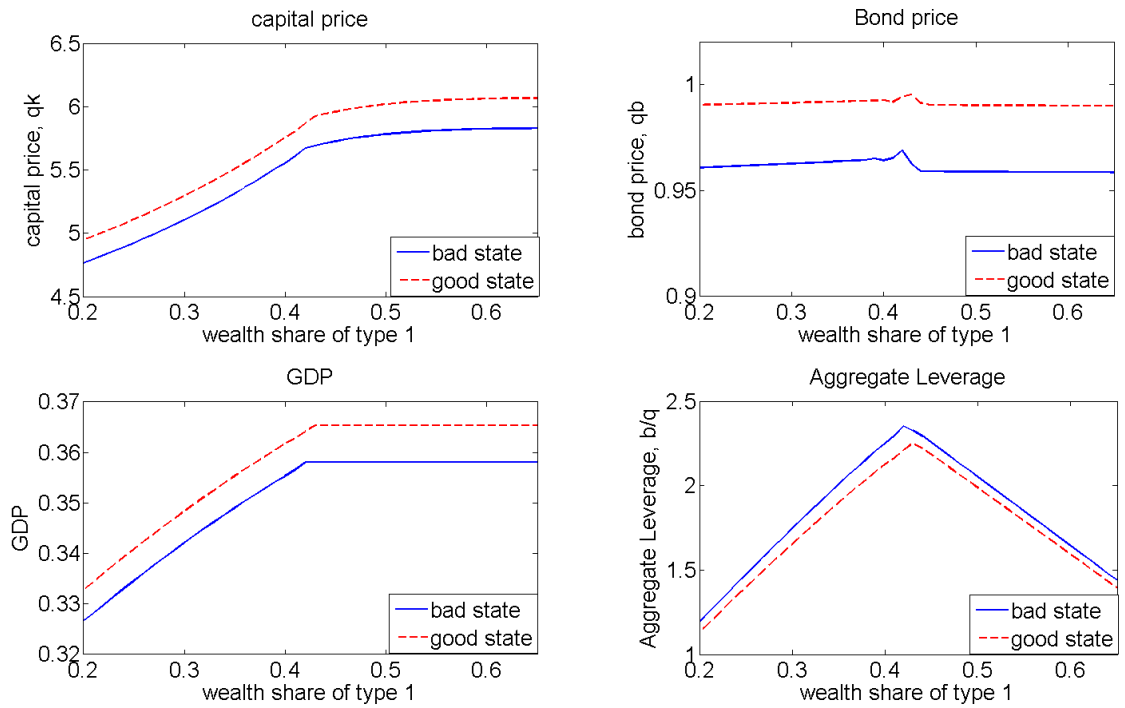 capital price
capital price, qk
6.5
6
5.5
5
4.5
0.2
0.3
0.4
0.5
0.6
wealth share of type 1
bad state
good state
Bond price
bond price, qb
1
0.95
0.9
0.2
0.3
0.4
0.5
0.6
wealth share of type 1
bad state
good state
GDP
GDP
0.37
0.36
0.35
0.34
0.33
0.32
0.2
0.3
0.4
0.5
0.6
wealth share of type 1
bad state
good state
Aggregate Leverage
Aggregate Leverage, b/q
2.5
2
1.5
1
0.2
0.3
0.4
0.5
0.6
wealth share of type 1
bad state
good state